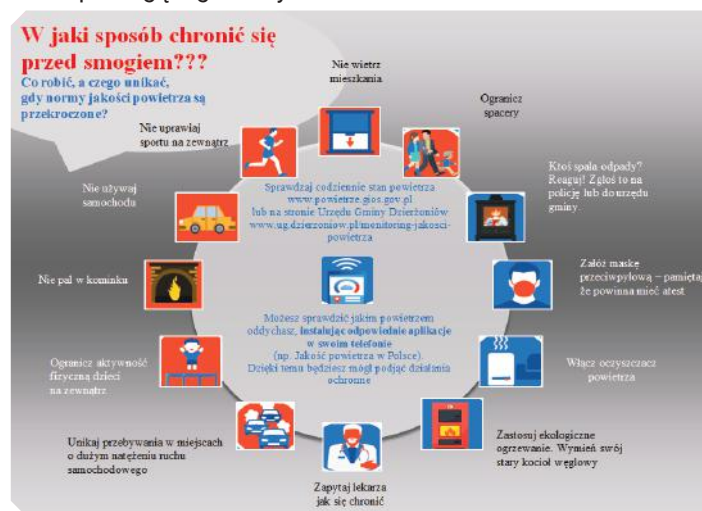 W jaki sposób chronić się
przed smogiem???
Co robić, a czego unikać,
gdy normy jakości powietrza są
przekroczone?
Nie wietrz
mieszkania
Ogranicz
spacery
Ktoś spala odpady?
Reaguj! Zgłoś to na
policję lub do urzędu
gminy.
Załóż maskę
przeciwpyłową – pamiętaj
że powinna mieć atest
Włącz oczyszczacz
powietrza
Zastosuj ekologiczne
ogrzewanie. Wymień swój
stary kocioł węglowy
Zapytaj lekarza
jak się chronić
Unikaj przebywania w miejscach
o dużym natężeniu ruchu
samochodowego
Ogranicz aktywność
fizyczną dzieci
na zewnątrz
Nie pal w kominku
Nie używaj
samochodu
Nie uprawiaj
sportu na zewnątrz
Sprawdzaj codziennie stan powietrza
www.powietrze.gios.gov.pl
lub na stronie Urzędu Gminy Dzierżoniów
www.ug.dzierzoniow.pl/monitoring-jakosci-
powietrza
Możesz sprawdzić jakim powietrzem
oddychasz, instalując odpowiednie aplikacje
w swoim telefonie
(np. Jakość powietrza w Polsce).
Dzięki temu będziesz mógł podjąć działania
ochronne